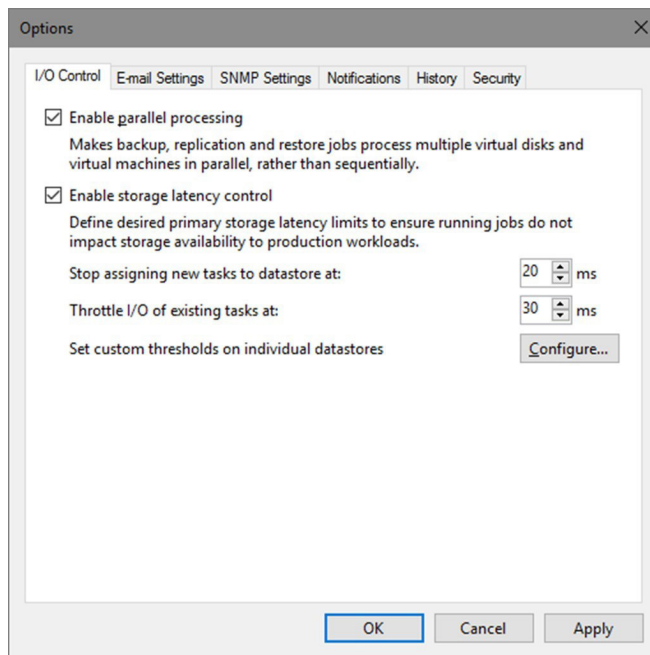 Options
I/O Control E-mail Settings SNMP Settings Notifications History Security
Enable parallel processing
Makes backup, replication and restore jobs process multiple virtual disks and
virtual machines in parallel, rather than sequentially.
Enable storage latency control
Define desired primary storage latency limits to ensure running jobs do not
impact storage availability to production workloads.
Stop assigning new tasks to datastore at: 20 ms
Throttle I/O of existing tasks at: 30 ms
Set custom thresholds on individual datastores Configure...
OK Cancel Apply